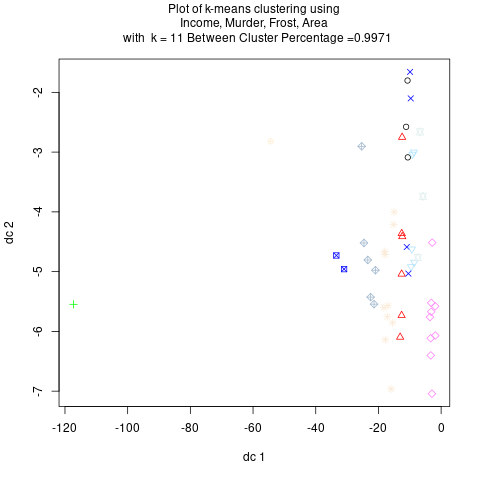 Plot of k-means clustering using
Income, Murder, Frost, Area
with  k = 11 Between Cluster Percentage =0.9971
-2
-3
-4
-5
-6
-7
dc 2
-120 -100 -80 -60 -40 -20 0
dc 1